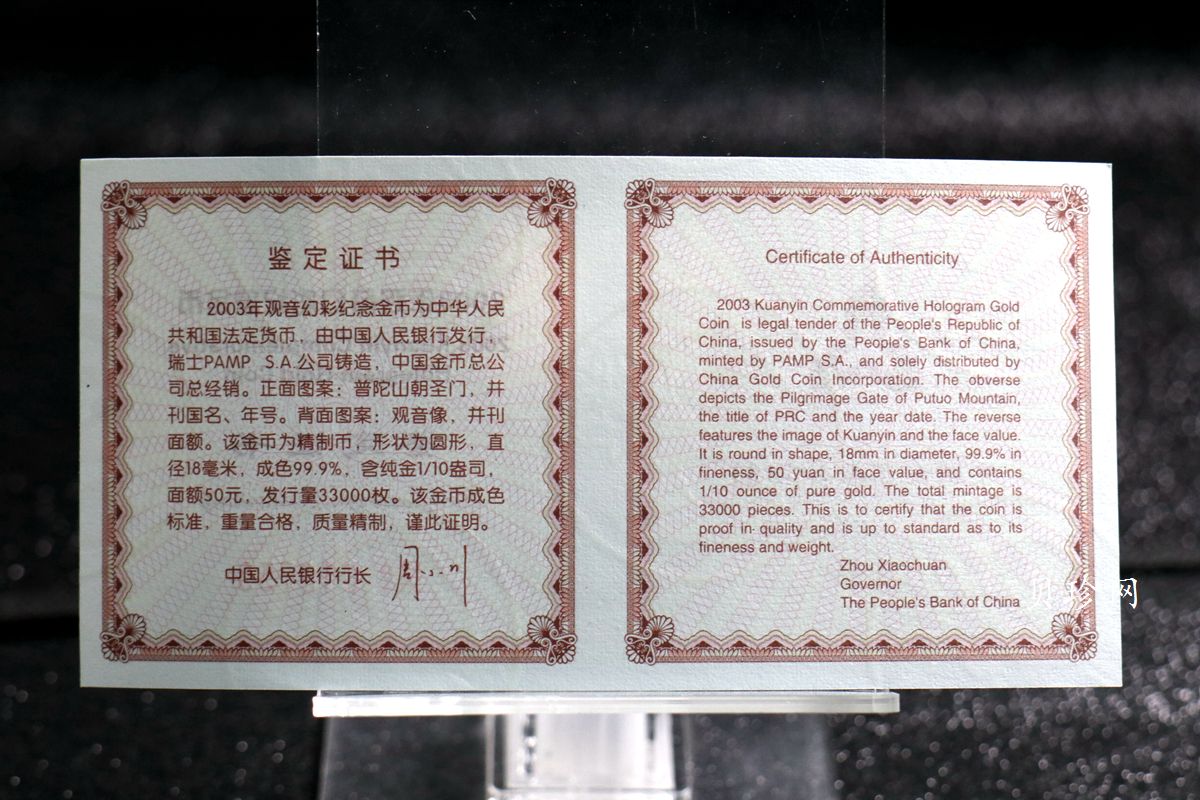 鉴定证书
2003年观音幻彩纪念金币为中华人民
共和国法定货币，由中国人民银行发行，
瑞士PAMP S.A.公司铸造，中国金币总公
司总经销。正面图案：普陀山朝圣门，并
刊国名、年号。背面图案：观音像，并刊
面额。该金币为精制币，形状为圆形，直
径18毫米，成色99.9%，含纯金1/10盎司，
面额50元，发行量33000枚。该金币成色
标准，重量合格，质量精制，谨此证明。
中国人民银行行长
Certificate of Authenticity
2003 Kuanyin Commemorative Hologram Gold
Coin is legal tender of the People's Republic of
China, issued by the People's Bank of China,
minted by PAMP S.A., and solely distributed by
China Gold Coin Incorporation. The obverse
depicts the Pilgrimage Gate of Putuo Mountain,
the title of PRC and the year date. The reverse
features the image of Kuanyin and the face value.
It is round in shape, 18mm in diameter, 99.9% in
fineness, 50 yuan in face value, and contains
1/10 ounce of pure gold. The total mintage is
33000 pieces. This is to certify that the coin is
proof in quality and is up to standard as to its
fineness and weight.
Zhou Xiaochuan
Governor
The People's Bank of China